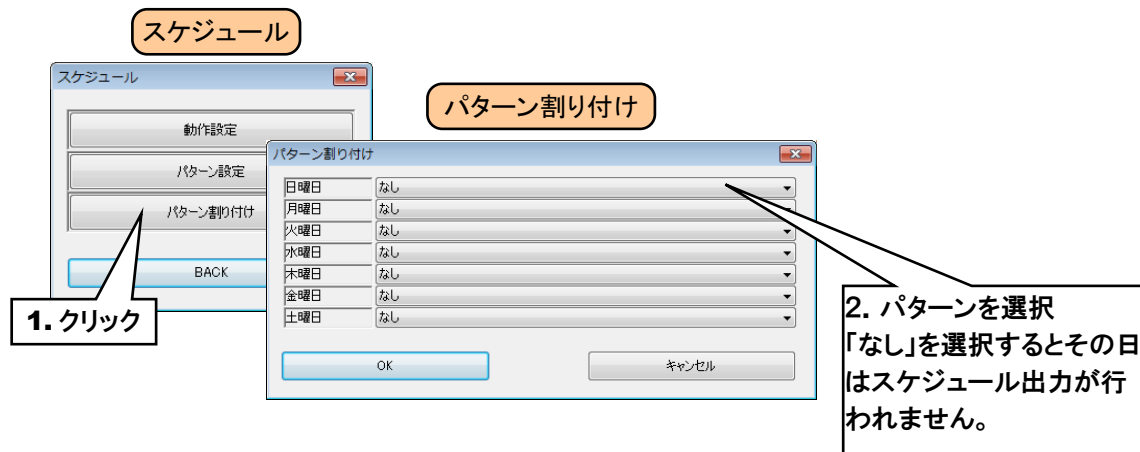 スケジュール
スケジュール
動作設定
パターン設定
パターン割り付け
BACK
1. クリック
パターン割り付け
パターン割り付け
日曜日 なし
月曜日 なし
火曜日 なし
水曜日 なし
木曜日 なし
金曜日 なし
土曜日 なし
OK キャンセル
2. パターンを選択
「なし」を選択するとその日
はスケジュール出力が行
われません。